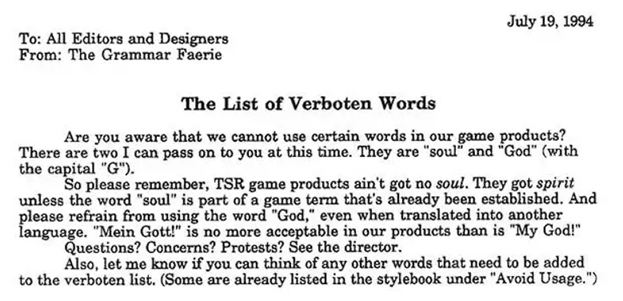 July 19, 1994
To: All Editors and Designers
From: The Grammar Faerie
The List of Verboten Words
Are you aware that we cannot use certain words in our game products?
There are two I can pass on to you at this time. They are "soul" and "God" (with
the capital "G").
So please remember, TSR game products ain't got no soul. They got spirit
unless the word "soul" is part of a game term that's already been established. And
please refrain from using the word "God," even when translated into another
language. "Mein Gott!" is no more acceptable in our products than is "My God!"
Questions? Concerns? Protests? See the director.
Also, let me know if you can think of any other words that need to be added
to the verboten list. (Some are already listed in the stylebook under "Avoid Usage.")